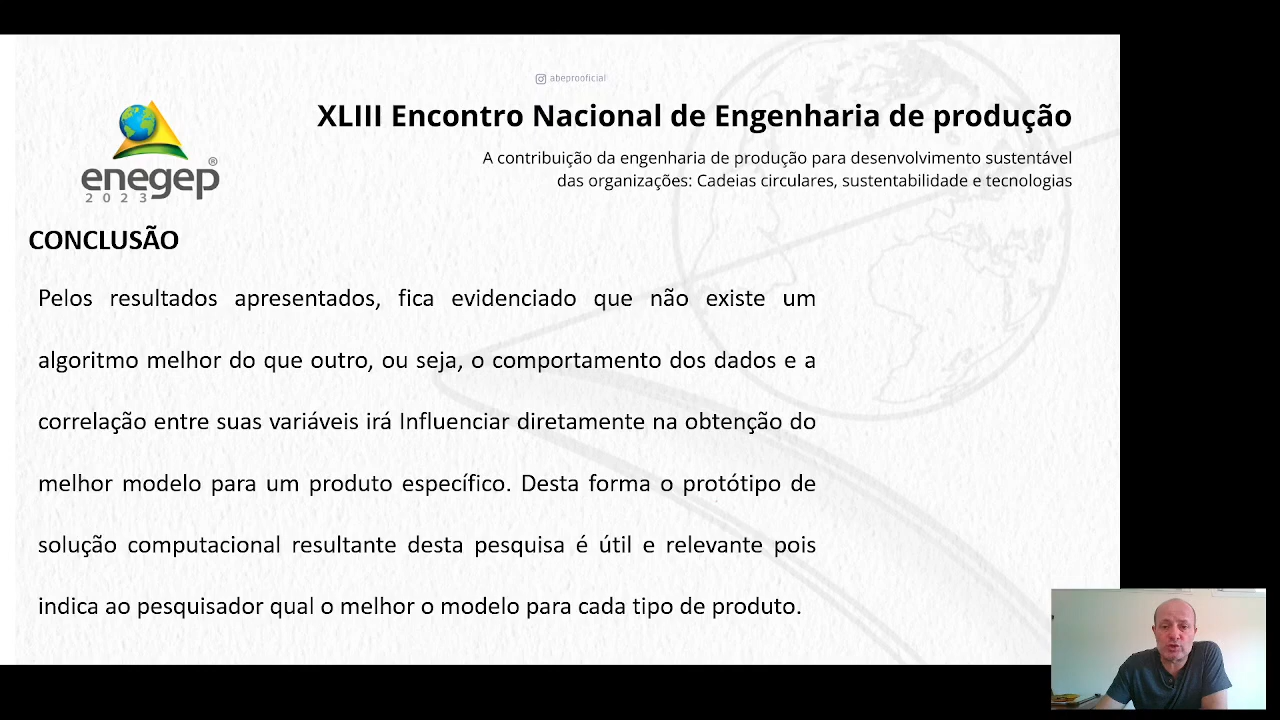 abeprooficial
XLIII Encontro Nacional de Engenharia de produção
A contribuição da engenharia de produção para desenvolvimento sustentável
das organizações: Cadeias circulares, sustentabilidade e tecnologias
enegep®
2023
CONCLUSÃO
Pelos resultados apresentados, fica evidenciado que não existe um
algoritmo melhor do que outro, ou seja, o comportamento dos dados e a
correlação entre suas variáveis irá Influenciar diretamente na obtenção do
melhor modelo para um produto específico. Desta forma o protótipo de
solução computacional resultante desta pesquisa é útil e relevante pois
indica ao pesquisador qual o melhor o modelo para cada tipo de produto.